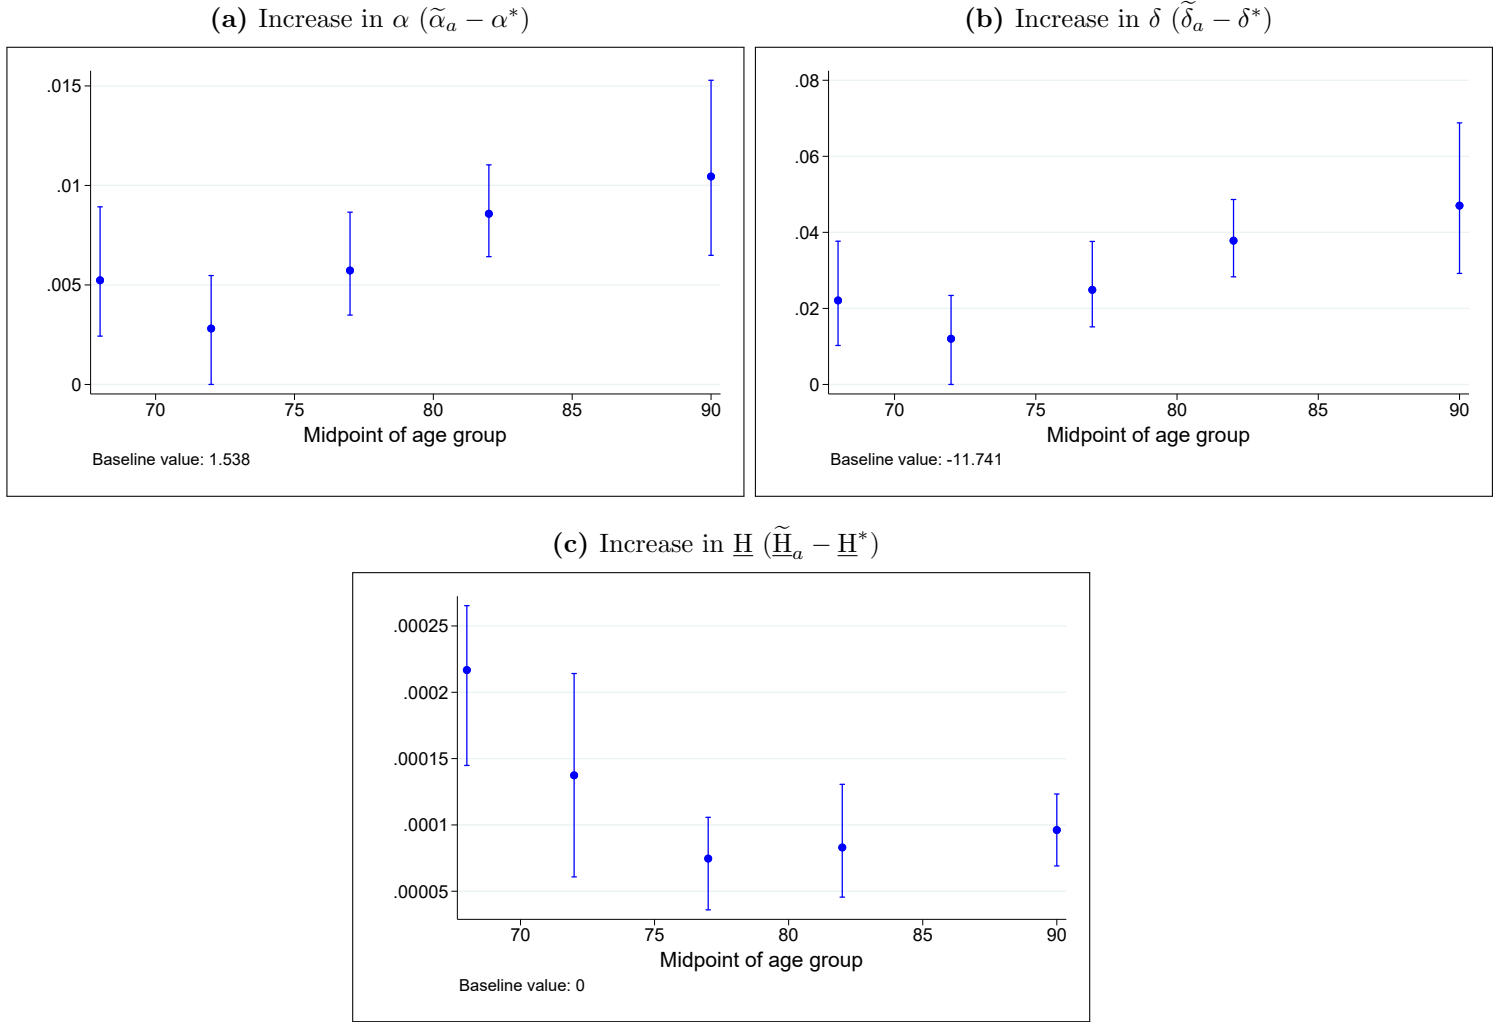 (a) Increase in α (α̃ₐ − α*)
(b) Increase in δ (δ̃ₐ − δ*)
.015
.01
.005
0
70 75 80 85 90
Midpoint of age group
Baseline value: 1.538
.08
.06
.04
.02
0
70 75 80 85 90
Midpoint of age group
Baseline value: -11.741
(c) Increase in H̲ (H̲̃ₐ − H̲*)
.00025
.0002
.00015
.0001
.00005
70 75 80 85 90
Midpoint of age group
Baseline value: 0